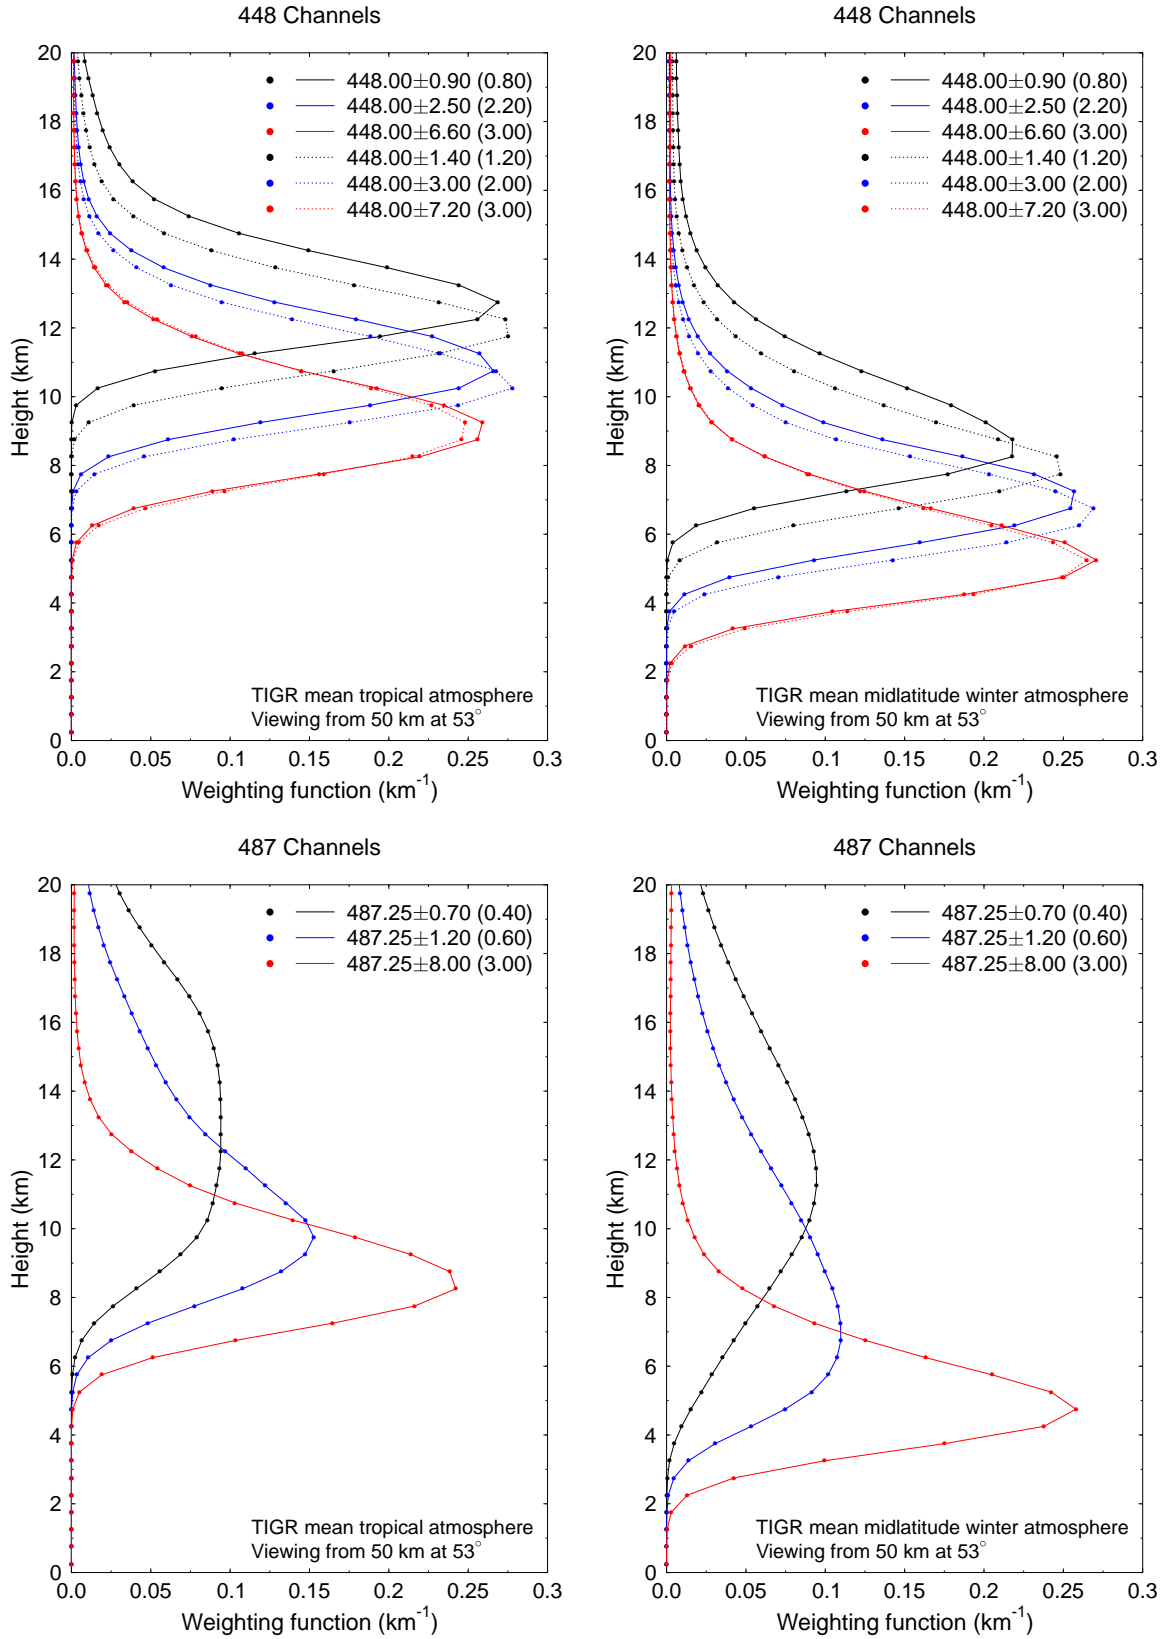 448 Channels
20
18
16
14
12
10
8
6
4
2
0
Height (km)
448.00±0.90 (0.80)
448.00±2.50 (2.20)
448.00±6.60 (3.00)
448.00±1.40 (1.20)
448.00±3.00 (2.00)
448.00±7.20 (3.00)
TIGR mean tropical atmosphere
Viewing from 50 km at 53°
0.0 0.05 0.1 0.15 0.2 0.25 0.3
Weighting function (km⁻¹)
448 Channels
20
18
16
14
12
10
8
6
4
2
0
Height (km)
448.00±0.90 (0.80)
448.00±2.50 (2.20)
448.00±6.60 (3.00)
448.00±1.40 (1.20)
448.00±3.00 (2.00)
448.00±7.20 (3.00)
TIGR mean midlatitude winter atmosphere
Viewing from 50 km at 53°
0.0 0.05 0.1 0.15 0.2 0.25 0.3
Weighting function (km⁻¹)
487 Channels
20
18
16
14
12
10
8
6
4
2
0
Height (km)
487.25±0.70 (0.40)
487.25±1.20 (0.60)
487.25±8.00 (3.00)
TIGR mean tropical atmosphere
Viewing from 50 km at 53°
0.0 0.05 0.1 0.15 0.2 0.25 0.3
Weighting function (km⁻¹)
487 Channels
20
18
16
14
12
10
8
6
4
2
0
Height (km)
487.25±0.70 (0.40)
487.25±1.20 (0.60)
487.25±8.00 (3.00)
TIGR mean midlatitude winter atmosphere
Viewing from 50 km at 53°
0.0 0.05 0.1 0.15 0.2 0.25 0.3
Weighting function (km⁻¹)